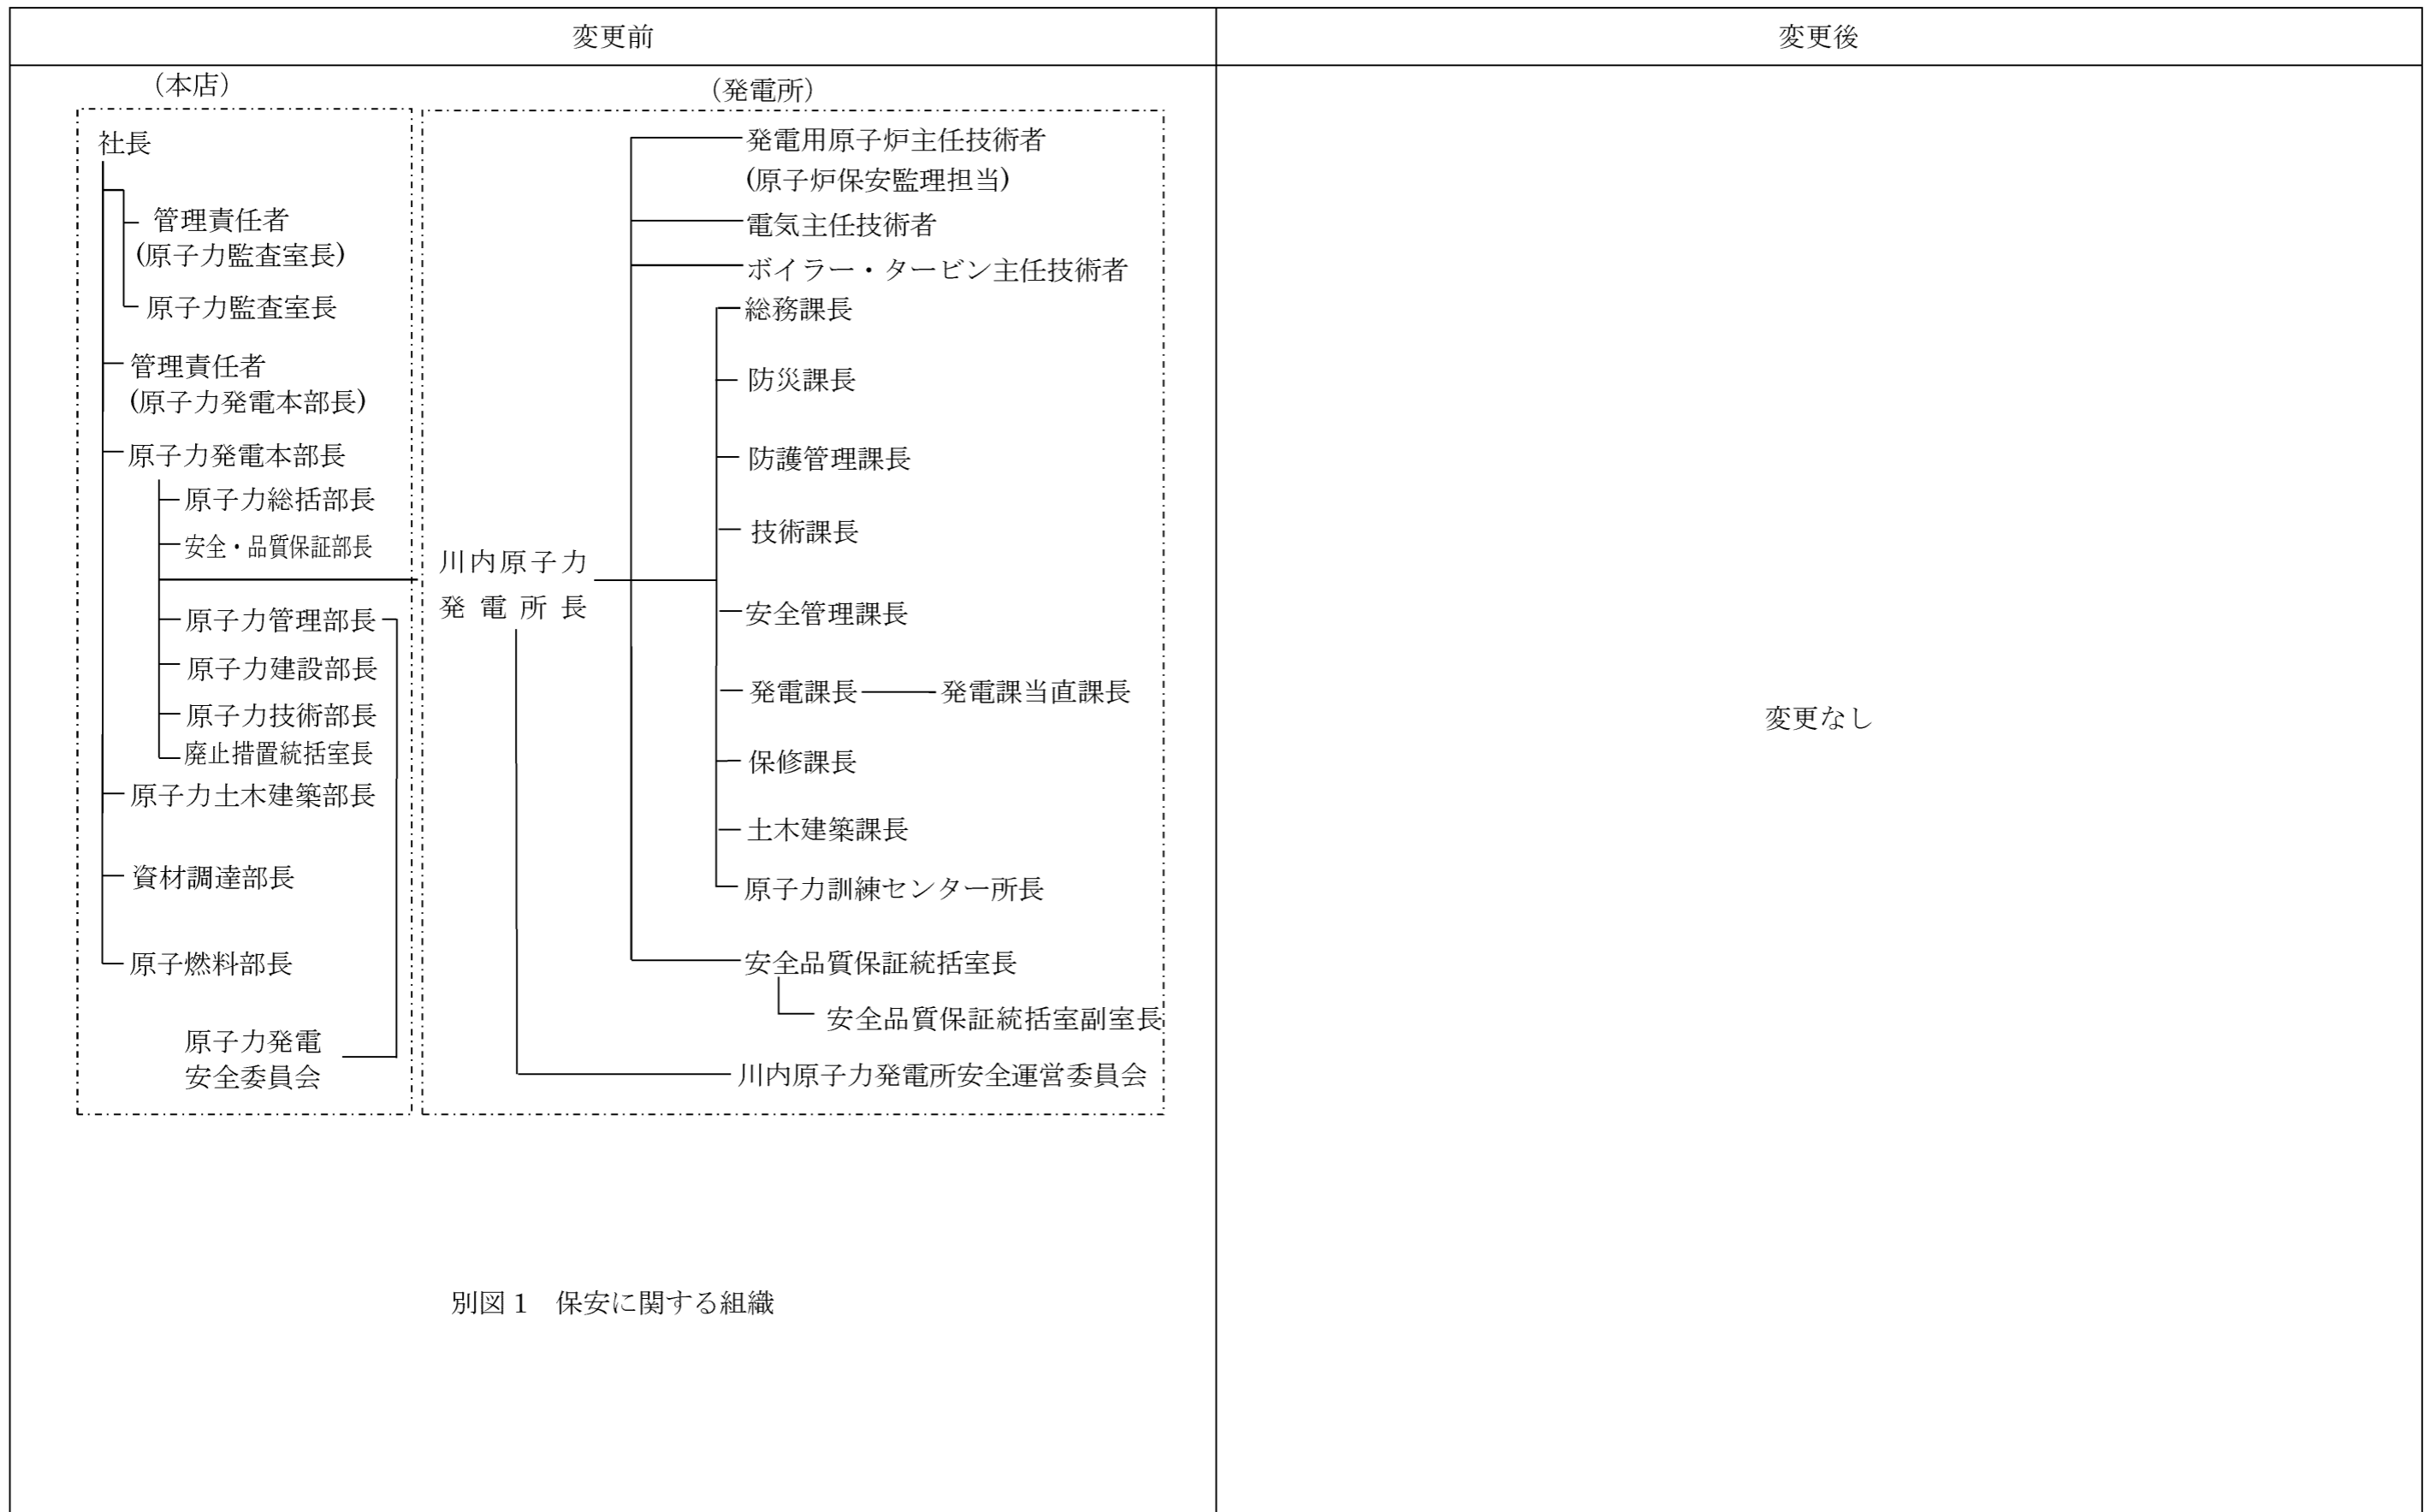 変更前
変更後
（本店）
社長
管理責任者
(原子力監査室長)
原子力監査室長
管理責任者
(原子力発電本部長)
原子力発電本部長
原子力総括部長
安全・品質保証部長
原子力管理部長
原子力建設部長
原子力技術部長
廃止措置統括室長
原子力土木建築部長
資材調達部長
原子燃料部長
原子力発電
安全委員会
（発電所）
川内原子力
発電所長
発電用原子炉主任技術者
(原子炉保安監理担当)
電気主任技術者
ボイラー・タービン主任技術者
総務課長
防災課長
防護管理課長
技術課長
安全管理課長
発電課長
発電課当直課長
保修課長
土木建築課長
原子力訓練センター所長
安全品質保証統括室長
安全品質保証統括室副室長
川内原子力発電所安全運営委員会
別図1　保安に関する組織
変更なし